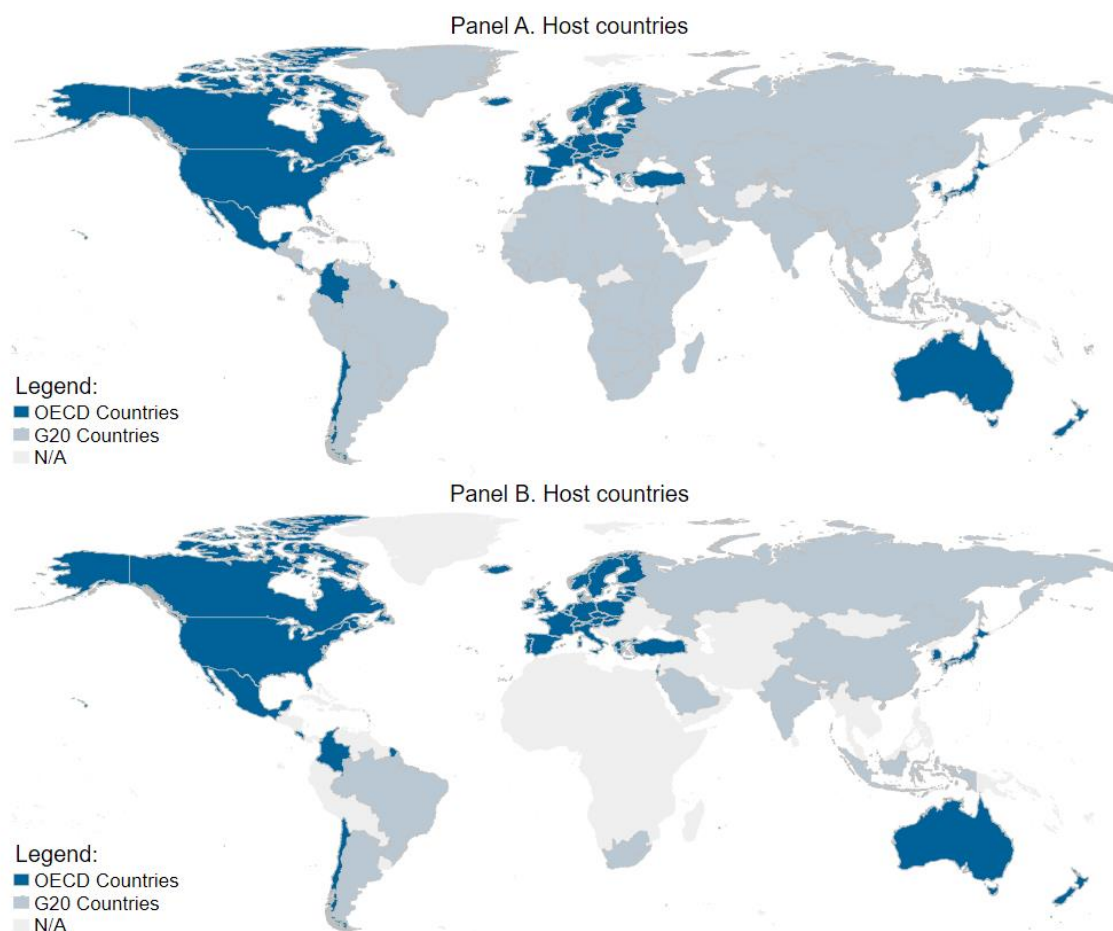 Panel A. Host countries
Legend:
OECD Countries
G20 Countries
N/A
Panel B. Host countries
Legend:
OECD Countries
G20 Countries
N/A